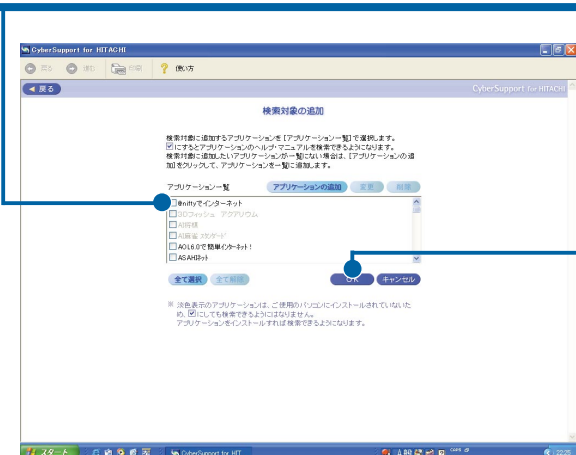 CyberSupport for HITACHI
戻る 印刷 使い方
戻る
CyberSupport for HITACHI
検索対象の追加
検索対象に追加するアプリケーションを［アプリケーション一覧］で選択します。
にするとアプリケーションのヘルプ・マニュアルを検索できるようになります。
検索対象に追加したいアプリケーションが一覧にない場合は、［アプリケーションの追
加］をクリックして、アプリケーションを一覧に追加します。
アプリケーション一覧 アプリケーションの追加 変更 削除
@niftyでインターネット
3Dフィッシュ アクアリウム
AI将棋
AI麻雀 スタンダード
AOL6.0で簡単インターネット！
ASAHIネット
全て選択 全て解除 OK キャンセル
※ 淡色表示のアプリケーションは、ご使用のパソコンにインストールされていないた
め、にしても検索できるようにはなりません。
アプリケーションをインストールすれば検索できるようになります。
スタート CyberSupport for HIT... CAPS 22:25